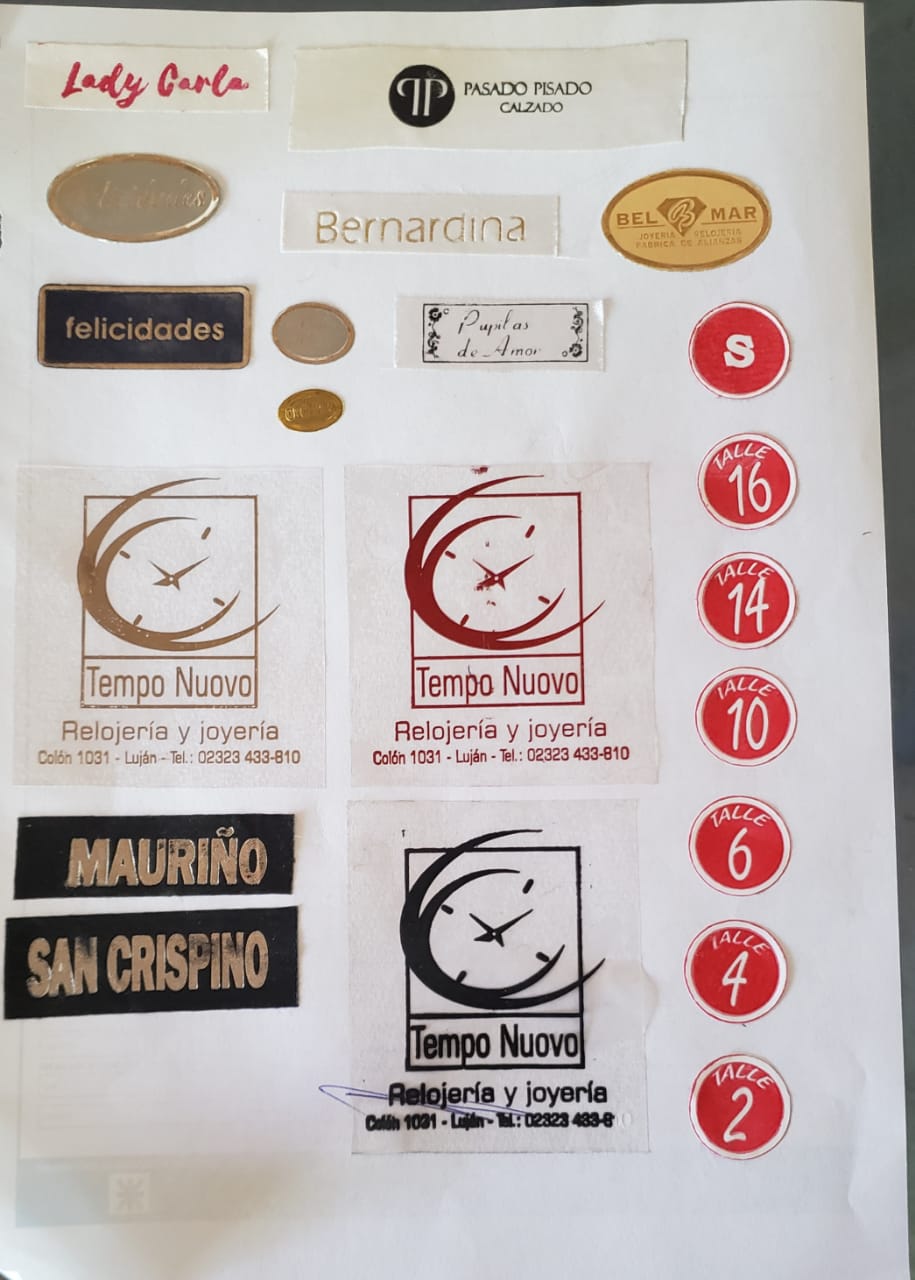 Lady Carla
PASADO PISADO
CALZADO
Bernardina
BEL MAR
JOYERIA RELOJERIA
FABRICA DE ALIANZAS
felicidades
Pupilas
de Amor
S
TALLE
16
TALLE
14
TALLE
10
TALLE
6
TALLE
4
TALLE
2
Tempo Nuovo
Relojería y joyería
Colón 1031 - Luján - Tel.: 02323 433-810
Tempo Nuovo
Relojería y joyería
Colón 1031 - Luján - Tel.: 02323 433-810
MAURIÑO
SAN CRISPINO
Tempo Nuovo
Relojería y joyería
Colón 1031 - Luján - Tel.: 02323 433-8